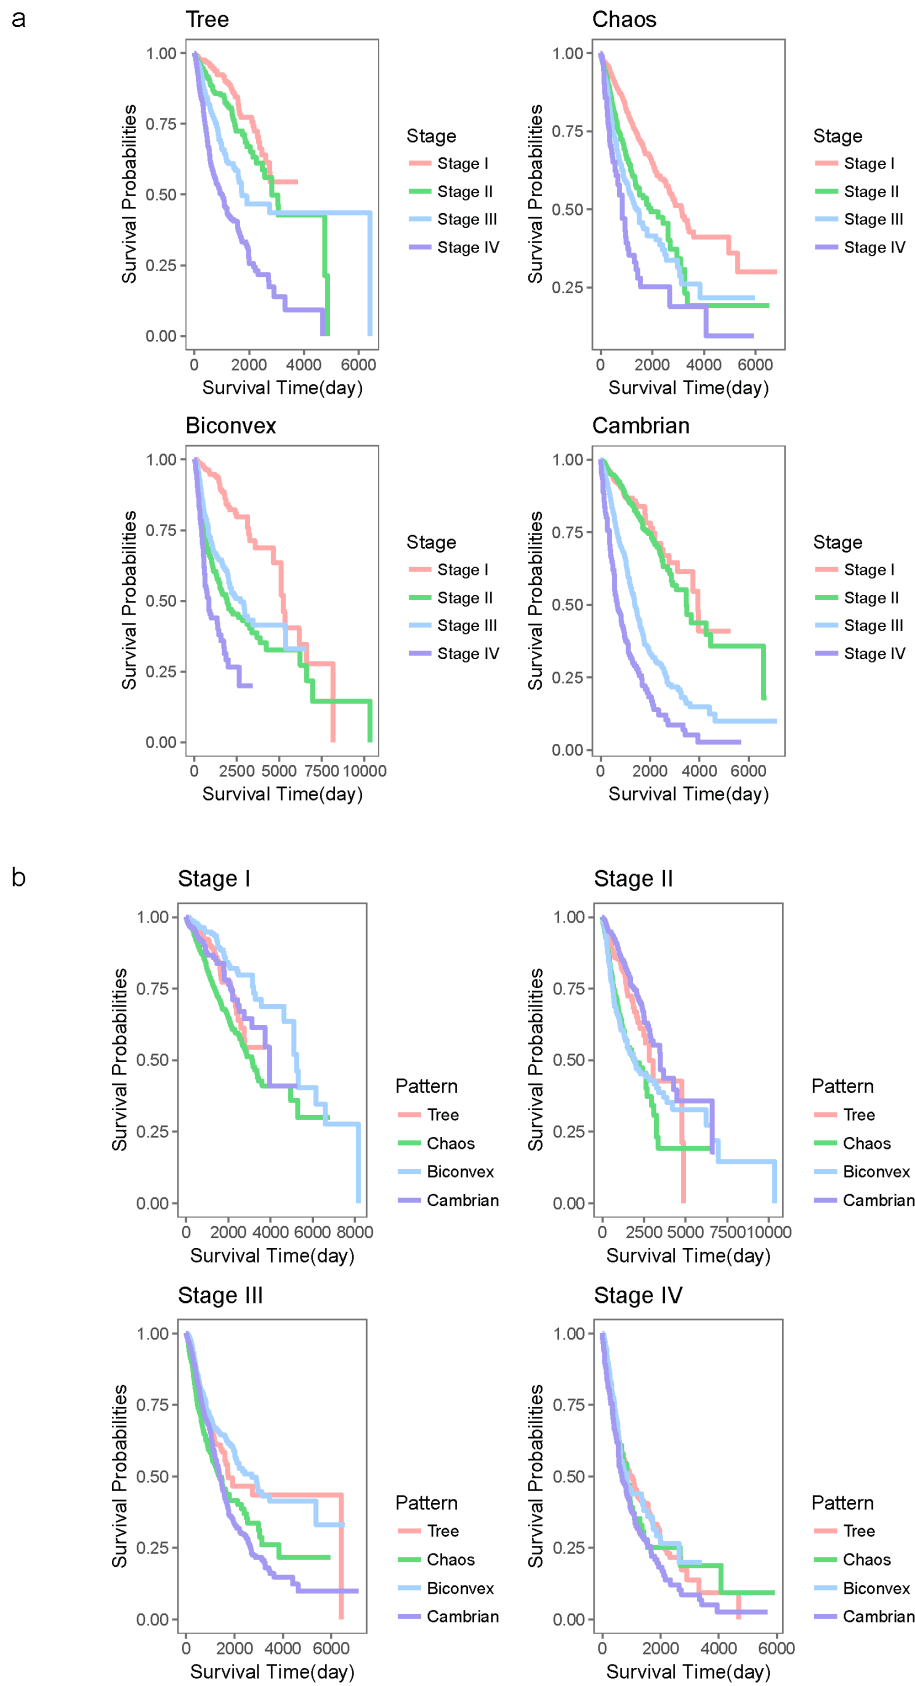 a
Tree
Survival Probabilities
1.00
0.75
0.50
0.25
0.00
0 2000 4000 6000
Survival Time(day)
Stage
Stage I
Stage II
Stage III
Stage IV
Chaos
Survival Probabilities
1.00
0.75
0.50
0.25
0 2000 4000 6000
Survival Time(day)
Stage
Stage I
Stage II
Stage III
Stage IV
Biconvex
Survival Probabilities
1.00
0.75
0.50
0.25
0.00
0 2500 5000 7500 10000
Survival Time(day)
Stage
Stage I
Stage II
Stage III
Stage IV
Cambrian
Survival Probabilities
1.00
0.75
0.50
0.25
0.00
0 2000 4000 6000
Survival Time(day)
Stage
Stage I
Stage II
Stage III
Stage IV
b
Stage I
Survival Probabilities
1.00
0.75
0.50
0.25
0.00
0 2000 4000 6000 8000
Survival Time(day)
Pattern
Tree
Chaos
Biconvex
Cambrian
Stage II
Survival Probabilities
1.00
0.75
0.50
0.25
0.00
0 2500 5000 7500 10000
Survival Time(day)
Pattern
Tree
Chaos
Biconvex
Cambrian
Stage III
Survival Probabilities
1.00
0.75
0.50
0.25
0.00
0 2000 4000 6000
Survival Time(day)
Pattern
Tree
Chaos
Biconvex
Cambrian
Stage IV
Survival Probabilities
1.00
0.75
0.50
0.25
0.00
0 2000 4000 6000
Survival Time(day)
Pattern
Tree
Chaos
Biconvex
Cambrian